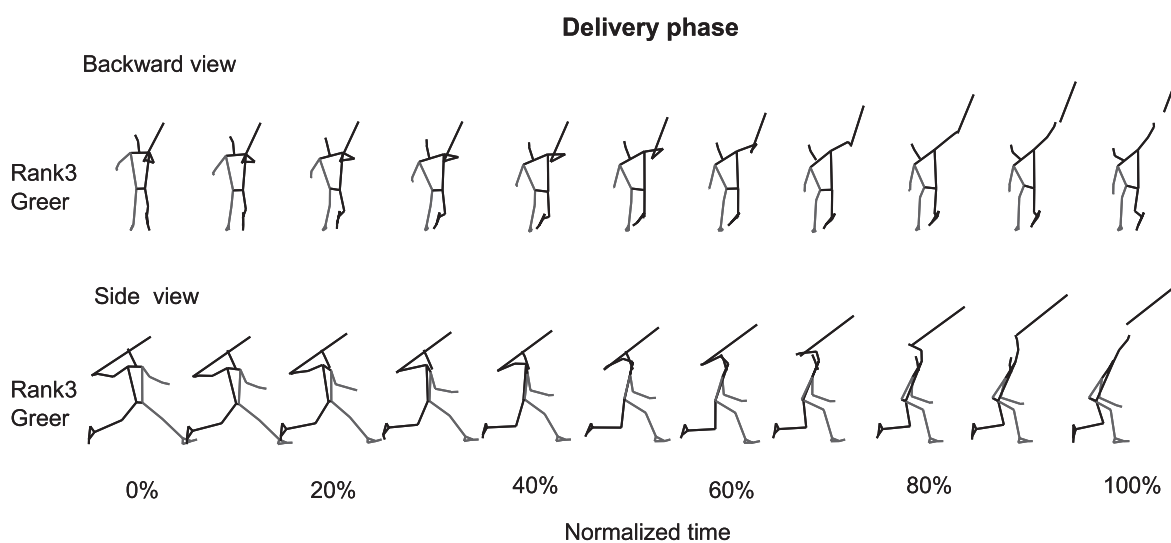 Delivery phase
Backward view
Rank3
Greer
Side view
Rank3
Greer
0% 20% 40% 60% 80% 100%
Normalized time